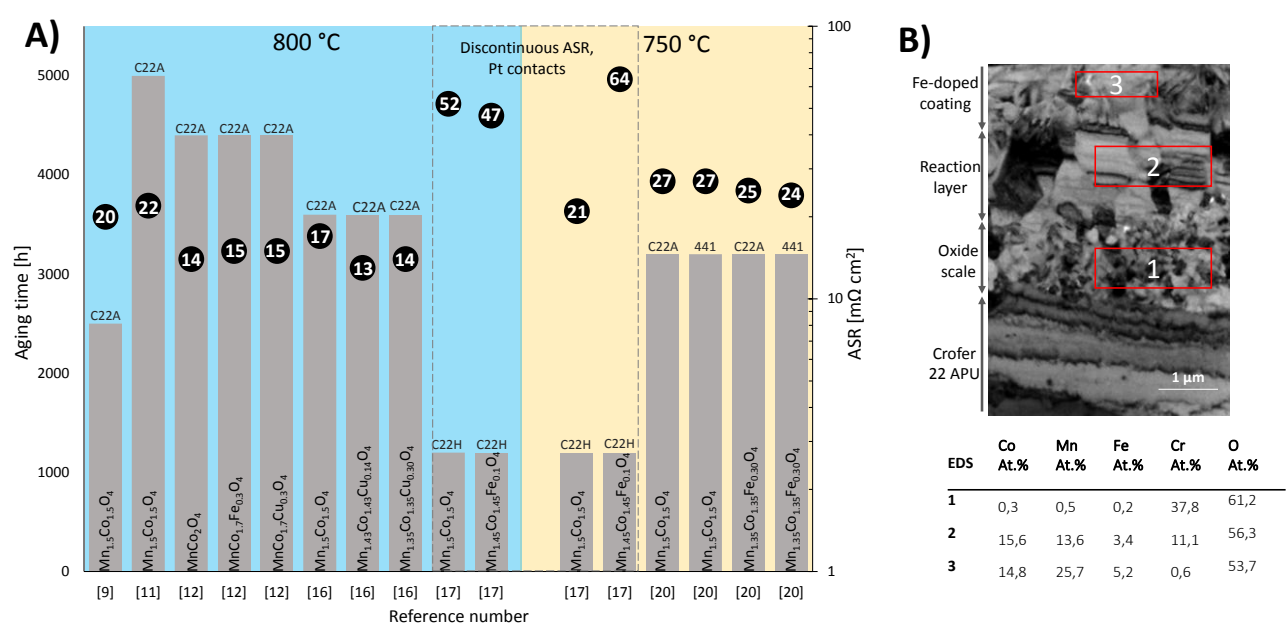 A)
800 °C
750 °C
Discontinuous ASR,
Pt contacts
Aging time [h]
5000
4000
3000
2000
1000
0
ASR [mΩ cm²]
100
10
1
C22A
C22A
C22A
C22A
C22A
C22A
C22A
C22A
C22H
C22H
C22H
C22H
C22A
441
C22A
441
20
22
14
15
15
17
13
14
52
47
21
64
27
27
25
24
Mn1.5Co1.5O4
Mn1.5Co1.5O4
MnCo2O4
MnCo1.7Fe0.3O4
MnCo1.7Cu0.3O4
Mn1.5Co1.5O4
Mn1.43Co1.43Cu0.14O4
Mn1.35Co1.35Cu0.30O4
Mn1.5Co1.5O4
Mn1.45Co1.45Fe0.1O4
Mn1.5Co1.5O4
Mn1.45Co1.45Fe0.1O4
Mn1.5Co1.5O4
Mn1.5Co1.5O4
Mn1.35Co1.35Fe0.30O4
Mn1.35Co1.35Fe0.30O4
[9] [11] [12] [12] [12] [16] [16] [16] [17] [17] [17] [17] [20] [20] [20] [20]
Reference number
B)
Fe-doped
coating
Reaction
layer
Oxide
scale
Crofer
22 APU
3
2
1
1 µm
EDS Co At.% Mn At.% Fe At.% Cr At.% O At.%
1 0,3 0,5 0,2 37,8 61,2
2 15,6 13,6 3,4 11,1 56,3
3 14,8 25,7 5,2 0,6 53,7